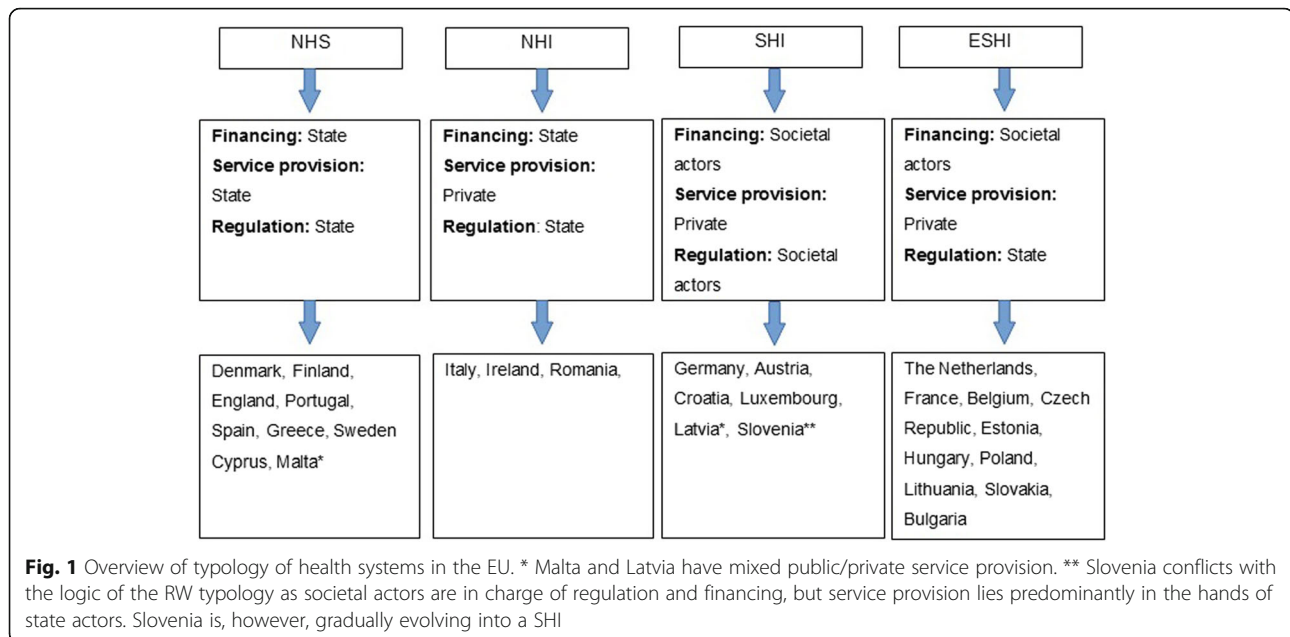 NHS
NHI
SHI
ESHI
Financing: State
Service provision:
State
Regulation: State
Financing: State
Service provision:
Private
Regulation: State
Financing: Societal
actors
Service provision:
Private
Regulation: Societal
actors
Financing: Societal
actors
Service provision:
Private
Regulation: State
Denmark, Finland,
England, Portugal,
Spain, Greece, Sweden
Cyprus, Malta*
Italy, Ireland, Romania,
Germany, Austria,
Croatia, Luxembourg,
Latvia*, Slovenia**
The Netherlands,
France, Belgium, Czech
Republic, Estonia,
Hungary, Poland,
Lithuania, Slovakia,
Bulgaria
Fig. 1 Overview of typology of health systems in the EU. * Malta and Latvia have mixed public/private service provision. ** Slovenia conflicts with
the logic of the RW typology as societal actors are in charge of regulation and financing, but service provision lies predominantly in the hands of
state actors. Slovenia is, however, gradually evolving into a SHI